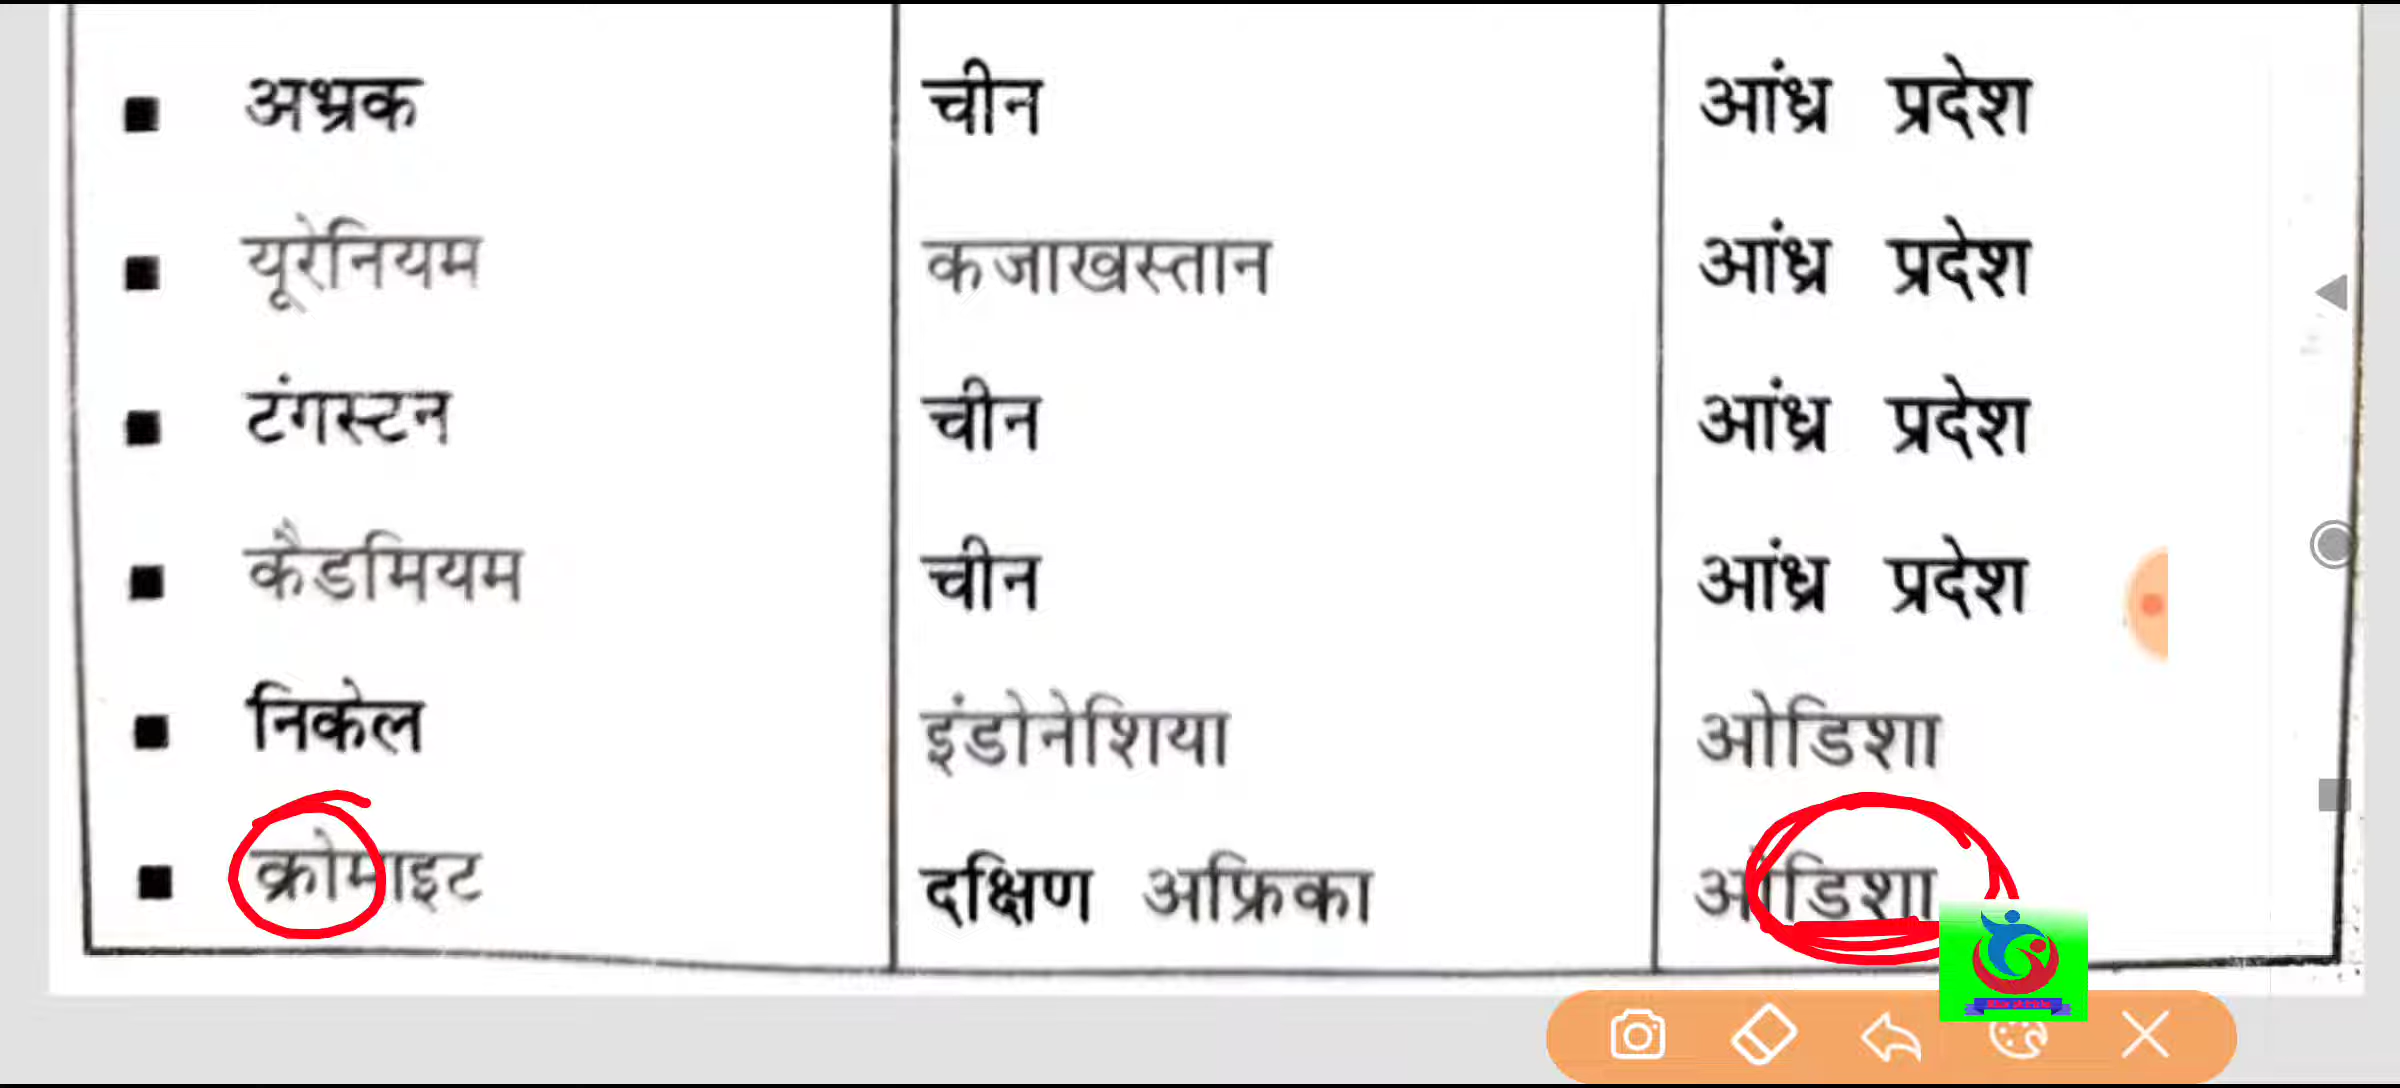 ▪ अभ्रक चीन आंध्र प्रदेश
▪ यूरेनियम कजाखस्तान आंध्र प्रदेश
▪ टंगस्टन चीन आंध्र प्रदेश
▪ कैडमियम चीन आंध्र प्रदेश
▪ निकेल इंडोनेशिया ओडिशा
▪ क्रोमाइट दक्षिण अफ्रिका ओडिशा